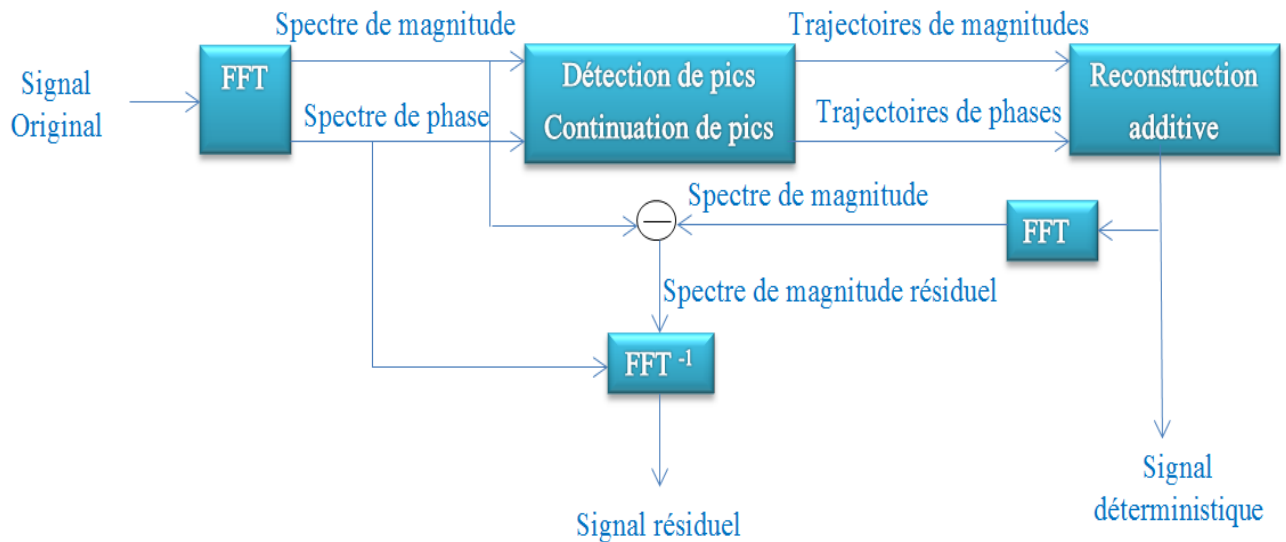 Spectre de magnitude
Trajectoires de magnitudes
Signal
Original
FFT
Détection de pics
Continuation de pics
Reconstruction
additive
Spectre de phase
Trajectoires de phases
Spectre de magnitude
FFT
Spectre de magnitude résiduel
FFT -1
Signal
déterministique
Signal résiduel